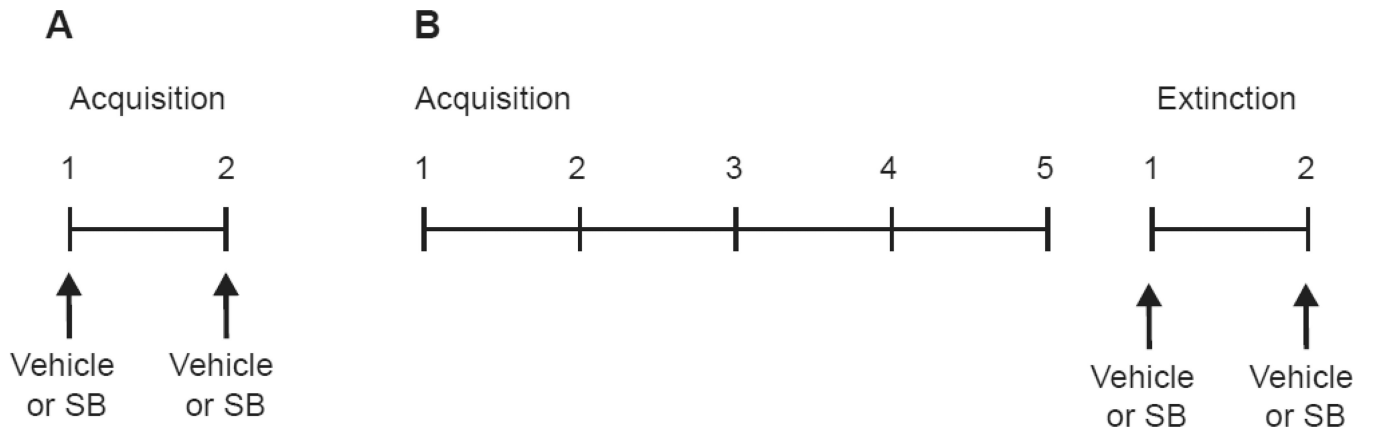 A
B
Acquisition
Acquisition
Extinction
1 2
1 2 3 4 5
1 2
Vehicle
or SB
Vehicle
or SB
Vehicle
or SB
Vehicle
or SB